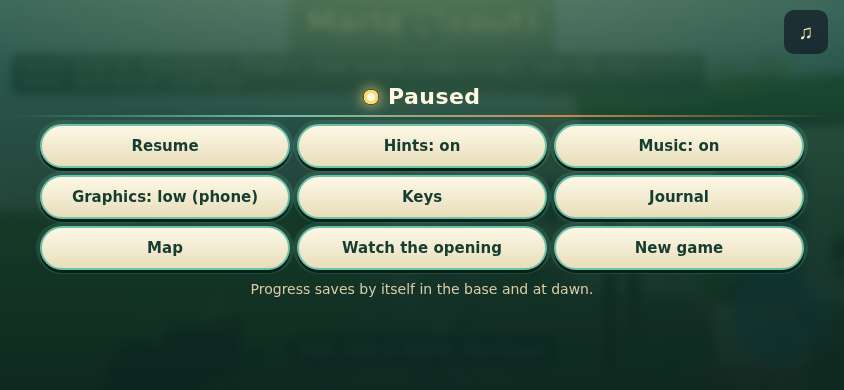 ♫
Paused
Resume
Hints: on
Music: on
Graphics: low (phone)
Keys
Journal
Map
Watch the opening
New game
Progress saves by itself in the base and at dawn.